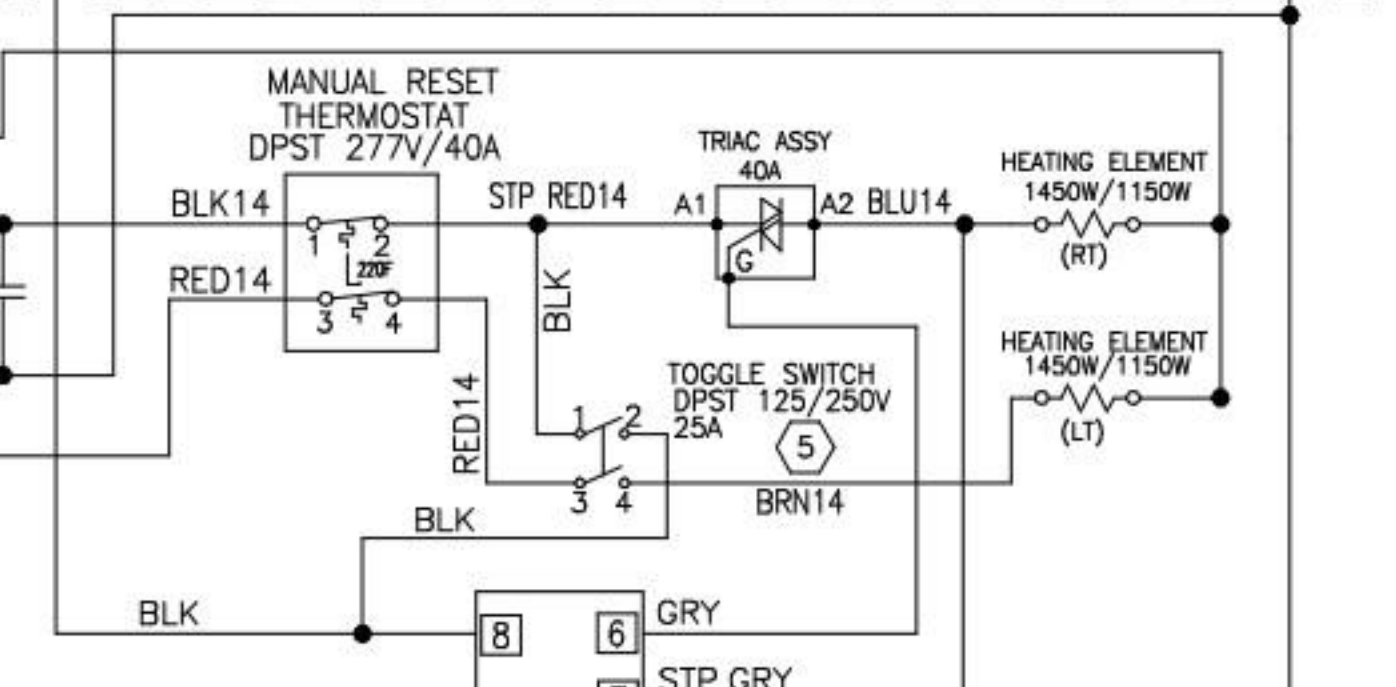 MANUAL RESET
THERMOSTAT
DPST 277V/40A
BLK14
1
2
220F
RED14
3
4
STP RED14
BLK
TRIAC ASSY
40A
A1
A2
G
BLU14
HEATING ELEMENT
1450W/1150W
(RT)
HEATING ELEMENT
1450W/1150W
(LT)
RED14
TOGGLE SWITCH
DPST 125/250V
25A
1
2
3
4
5
BRN14
BLK
BLK
8
6
GRY
STP GRY